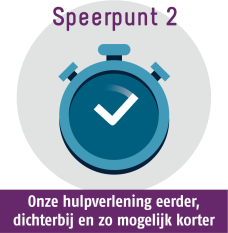 Speerpunt 2
Onze hulpverlening eerder,
dichterbij en zo mogelijk korter